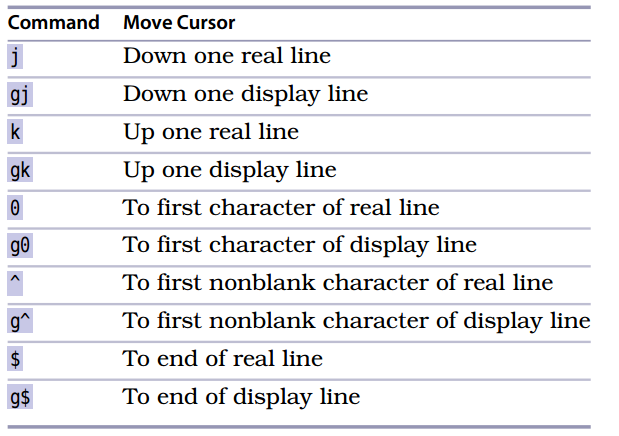 Command Move Cursor
j Down one real line
gj Down one display line
k Up one real line
gk Up one display line
0 To first character of real line
g0 To first character of display line
^ To first nonblank character of real line
g^ To first nonblank character of display line
$ To end of real line
g$ To end of display line